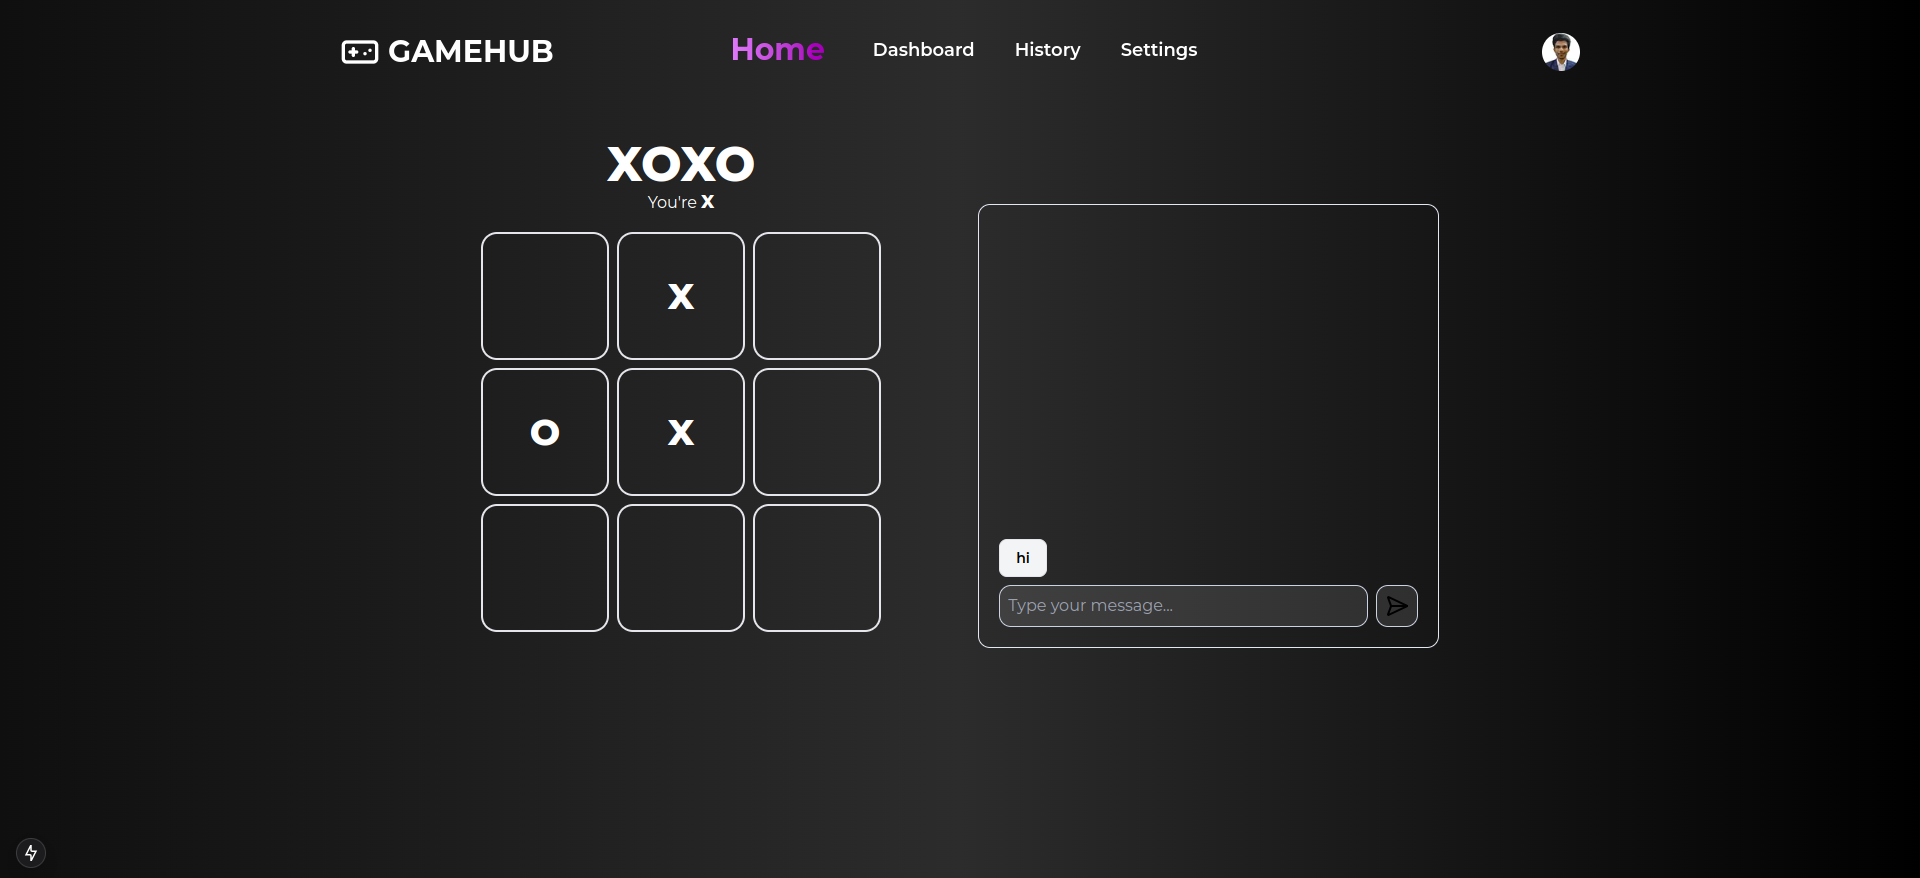 GAMEHUB
Home Dashboard History Settings
XOXO
You're X
X
O X
hi
Type your message...